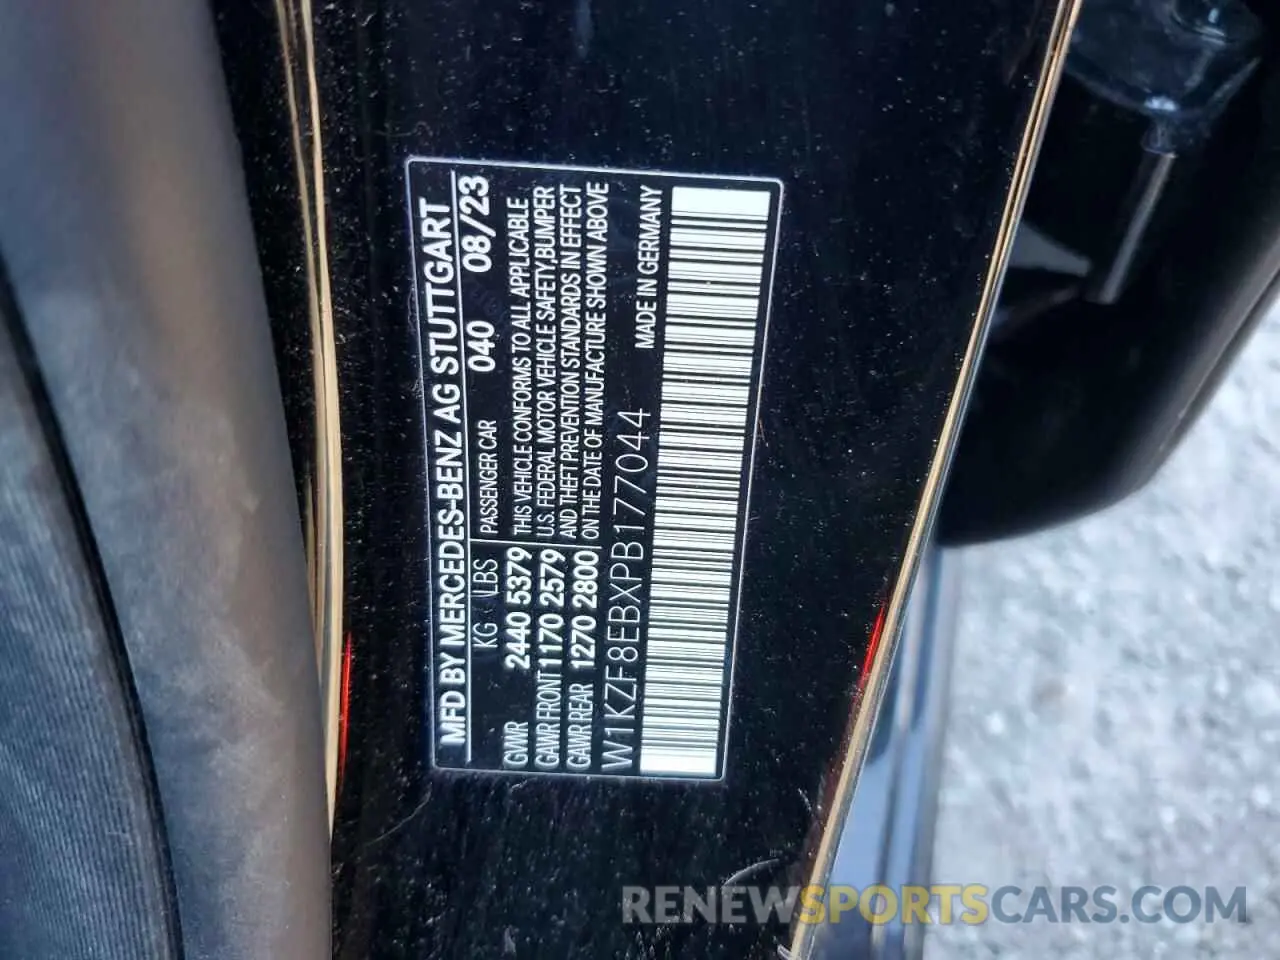 MFD BY MERCEDES-BENZ AG STUTTGART
KG LBS PASSENGER CAR 040 08/23
GVWR 2440 5379 THIS VEHICLE CONFORMS TO ALL APPLICABLE
GAWR FRONT 1170 2579 U.S. FEDERAL MOTOR VEHICLE SAFETY,BUMPER
GAWR REAR 1270 2800 AND THEFT PREVENTION STANDARDS IN EFFECT
ON THE DATE OF MANUFACTURE SHOWN ABOVE
W1KZF8EBXPB177044 MADE IN GERMANY
RENEWSPORTSCARS.COM